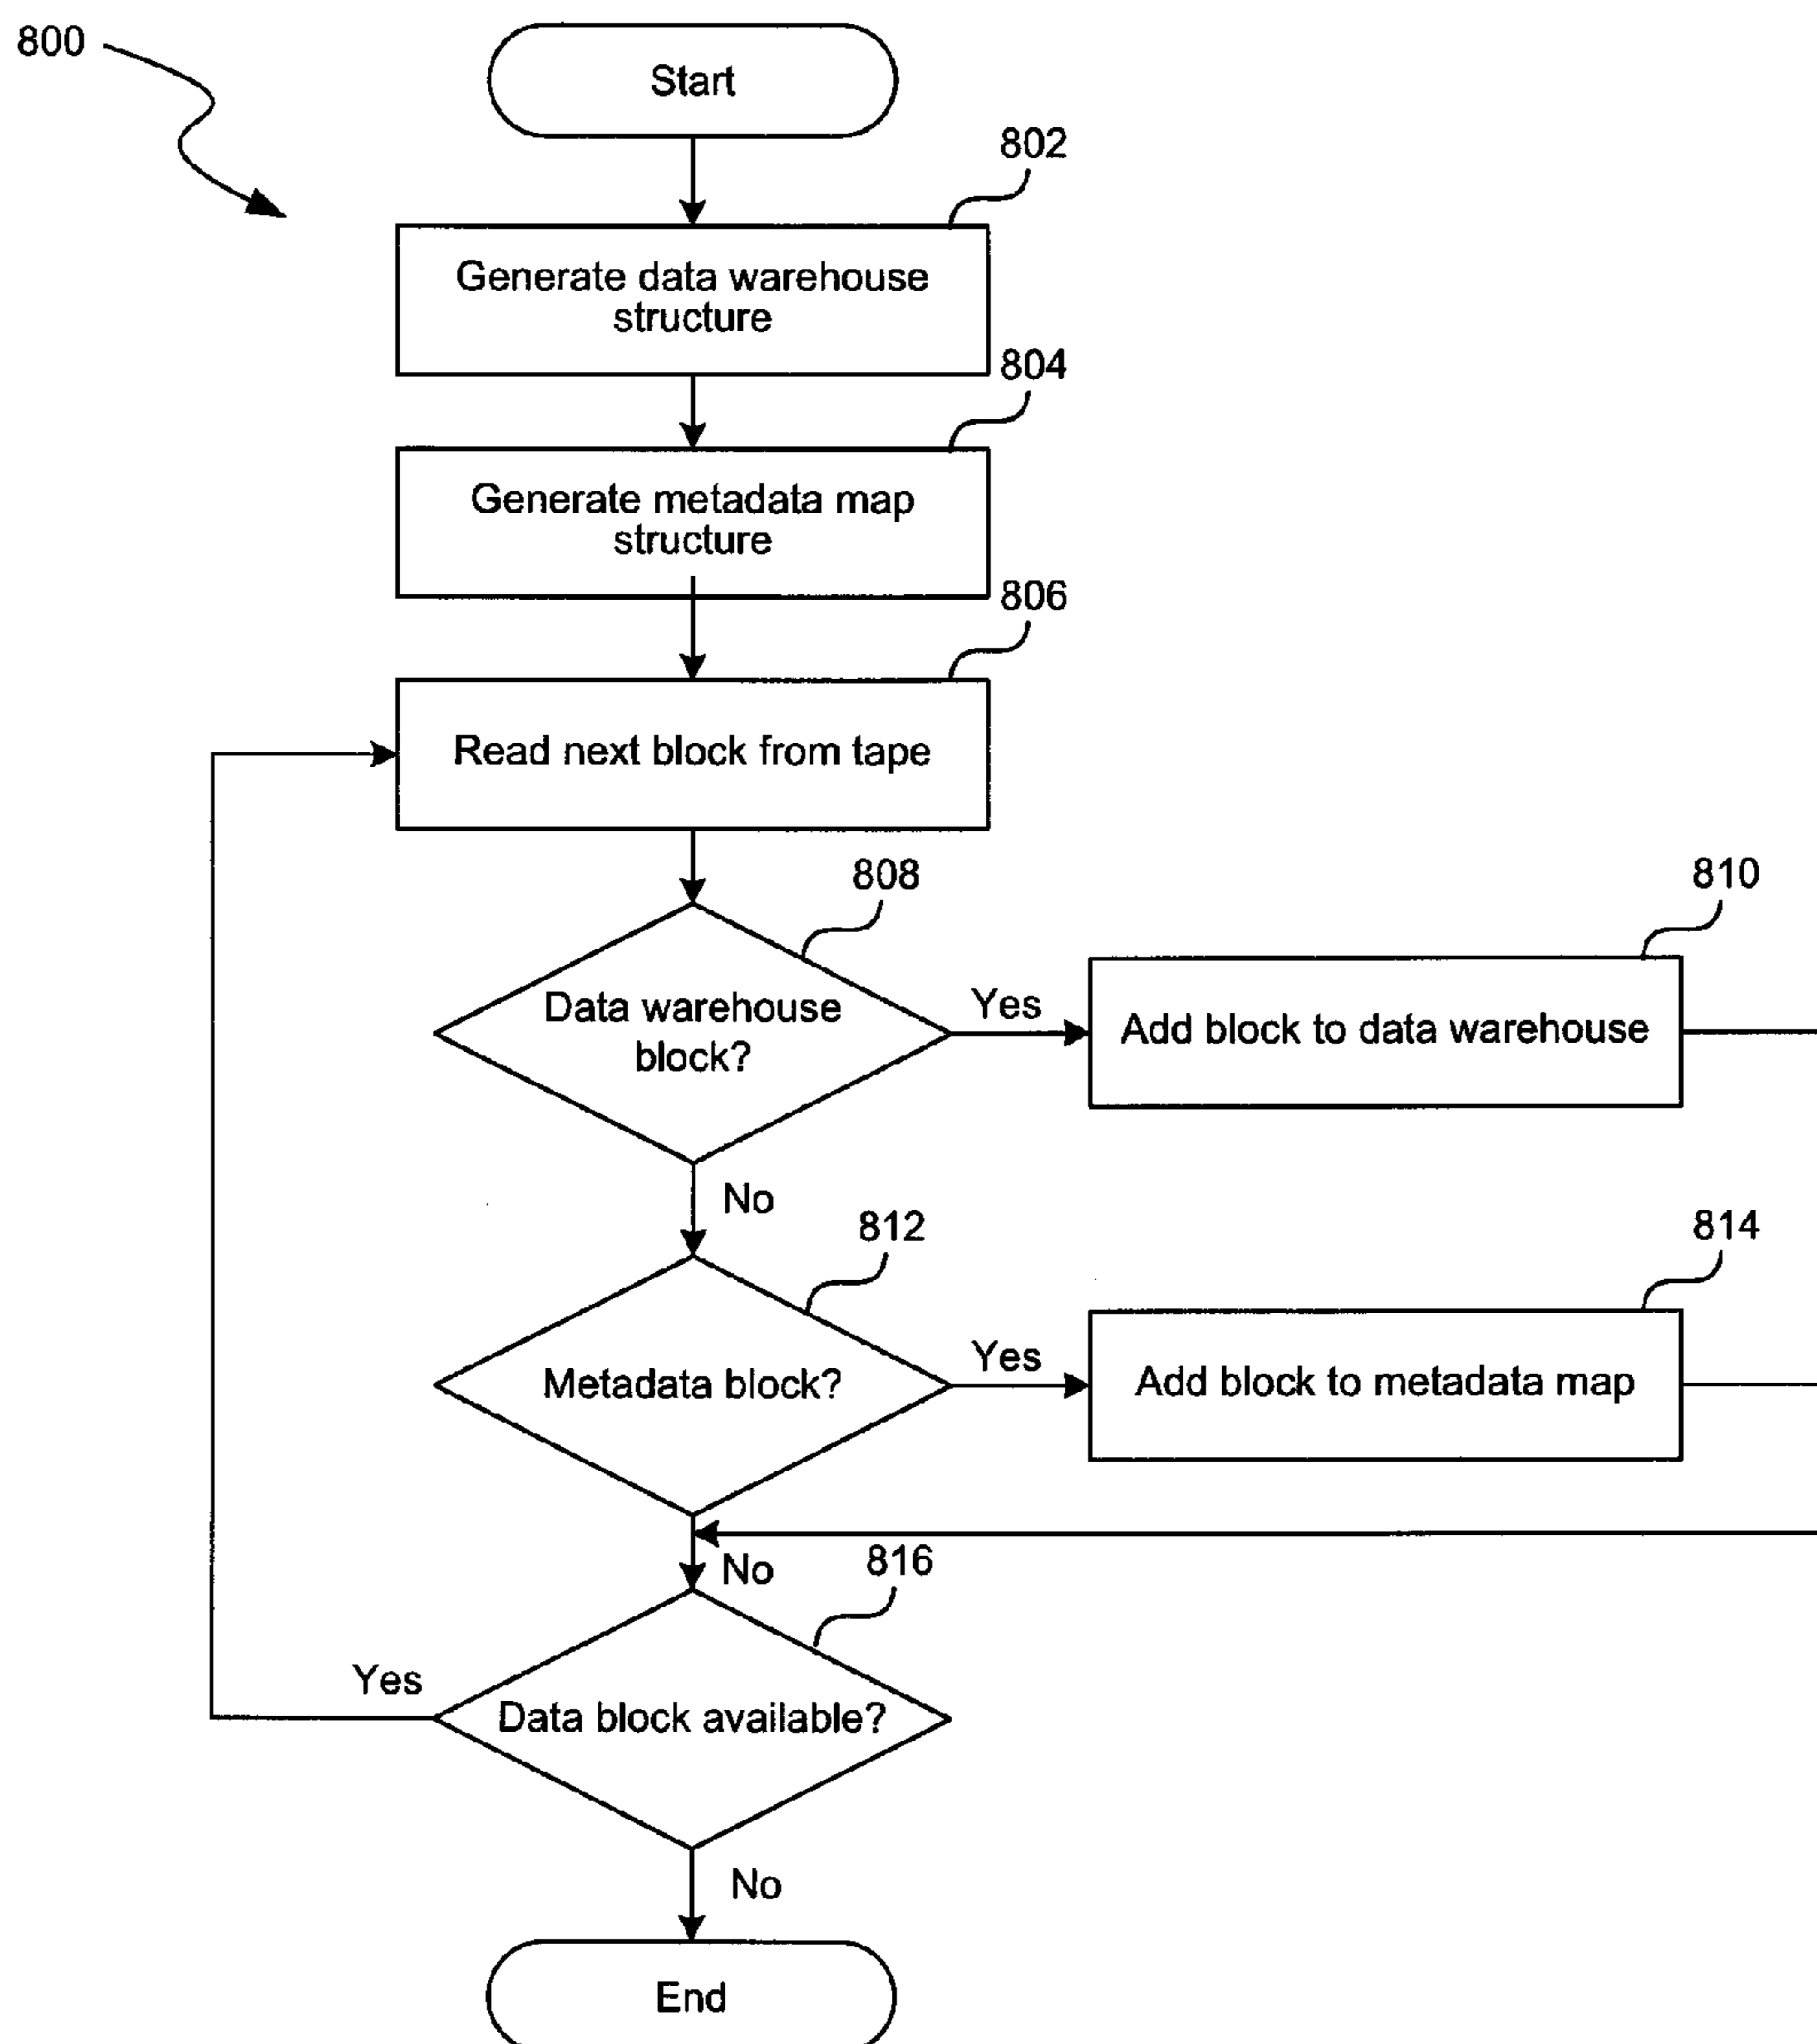 800
Start
802
Generate data warehouse
structure
804
Generate metadata map
structure
806
Read next block from tape
808
810
Data warehouse
block?
Yes
Add block to data warehouse
No
812
814
Metadata block?
Yes
Add block to metadata map
No
816
Yes
Data block available?
No
End